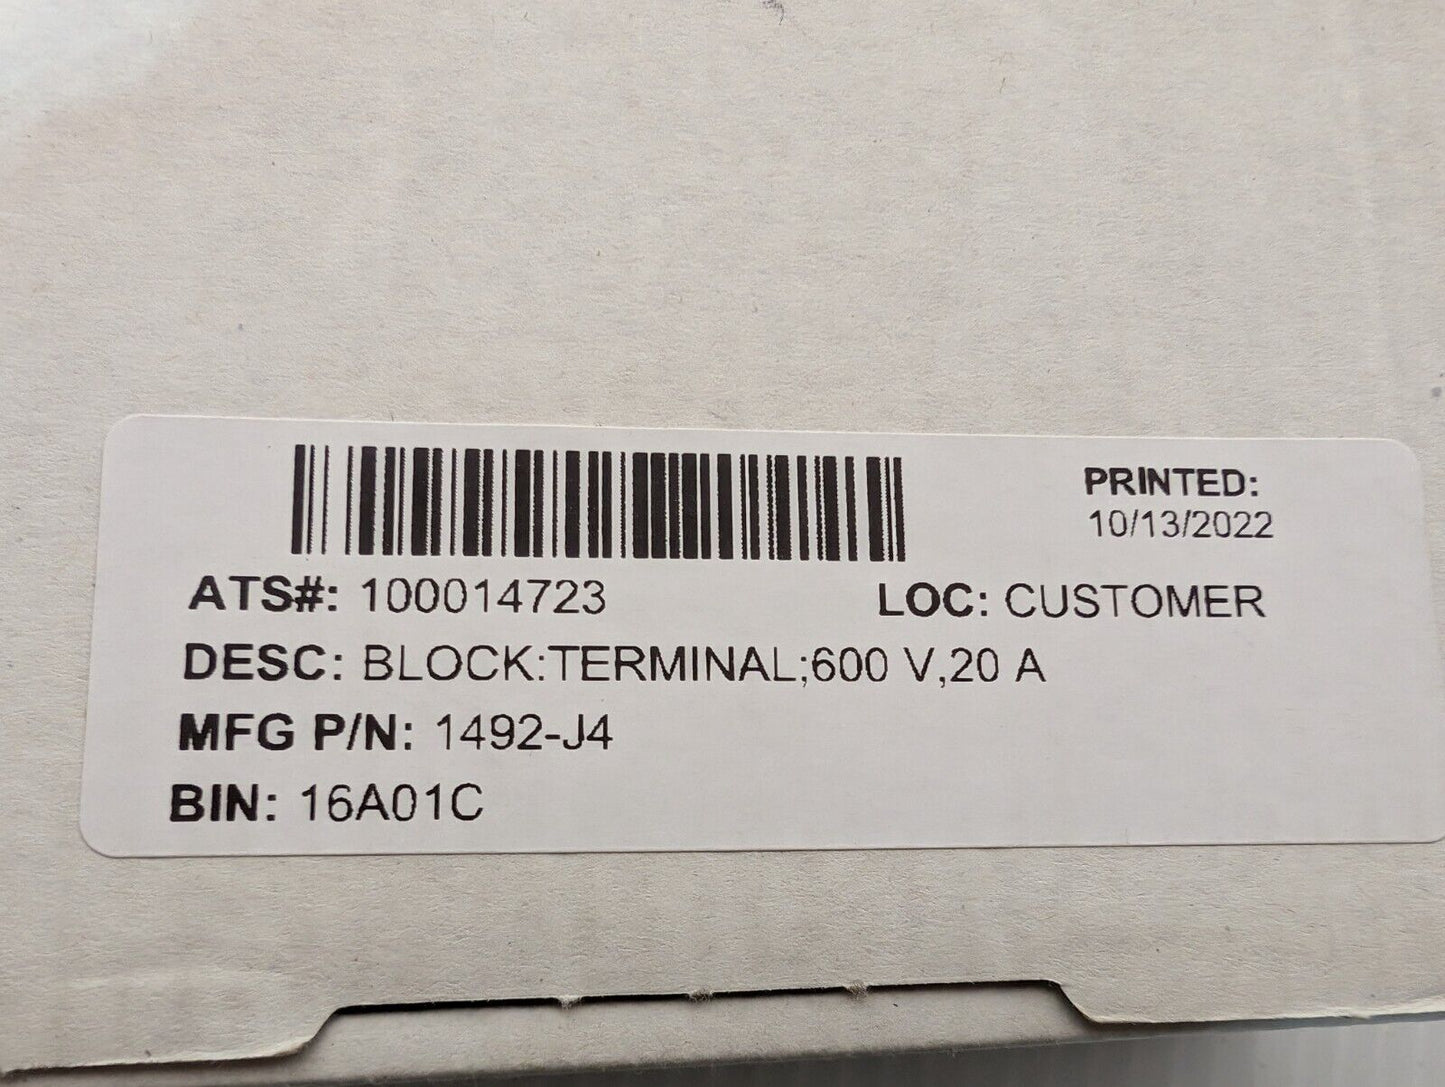 PRINTED:
10/13/2022
ATS#: 100014723 LOC: CUSTOMER
DESC: BLOCK:TERMINAL;600 V,20 A
MFG P/N: 1492-J4
BIN: 16A01C